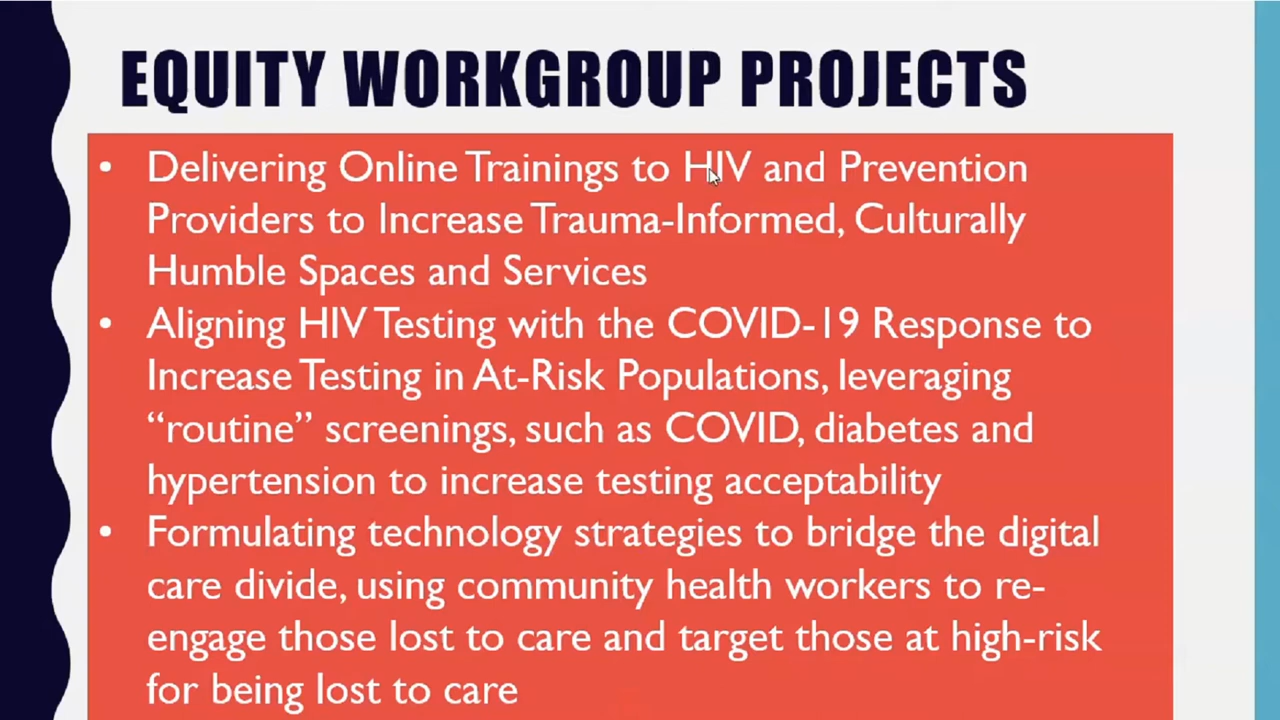 EQUITY WORKGROUP PROJECTS
• Delivering Online Trainings to HIV and Prevention
Providers to Increase Trauma-Informed, Culturally
Humble Spaces and Services
• Aligning HIV Testing with the COVID-19 Response to
Increase Testing in At-Risk Populations, leveraging
“routine” screenings, such as COVID, diabetes and
hypertension to increase testing acceptability
• Formulating technology strategies to bridge the digital
care divide, using community health workers to re-
engage those lost to care and target those at high-risk
for being lost to care